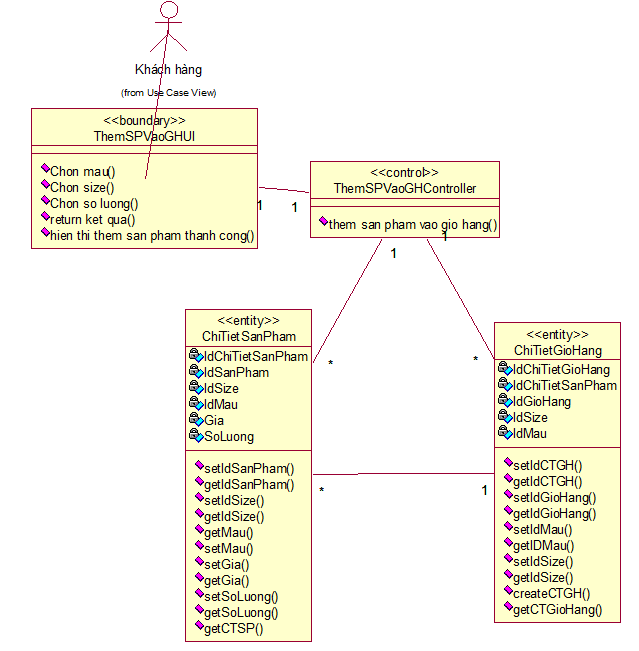 Khách hàng
(from Use Case View)
<<boundary>>
ThemSPVaoGHUI
Chon mau()
Chon size()
Chon so luong()
return ket qua()
hien thi them san pham thanh cong()
1
1
<<control>>
ThemSPVaoGHController
them san pham vao gio hang()
1
1
<<entity>>
ChiTietSanPham
IdChiTietSanPham
IdSanPham
IdSize
IdMau
Gia
SoLuong
setIdSanPham()
getIdSanPham()
setIdSize()
getIdSize()
getMau()
setMau()
setGia()
getGia()
setSoLuong()
getSoLuong()
getCTSP()
*
*
*
1
<<entity>>
ChiTietGioHang
IdChiTietGioHang
IdChiTietSanPham
IdGioHang
IdSize
IdMau
setIdCTGH()
getIdCTGH()
setIdGioHang()
getIdGioHang()
setIdMau()
getIDMau()
setIdSize()
getIdSize()
createCTGH()
getCTGioHang()